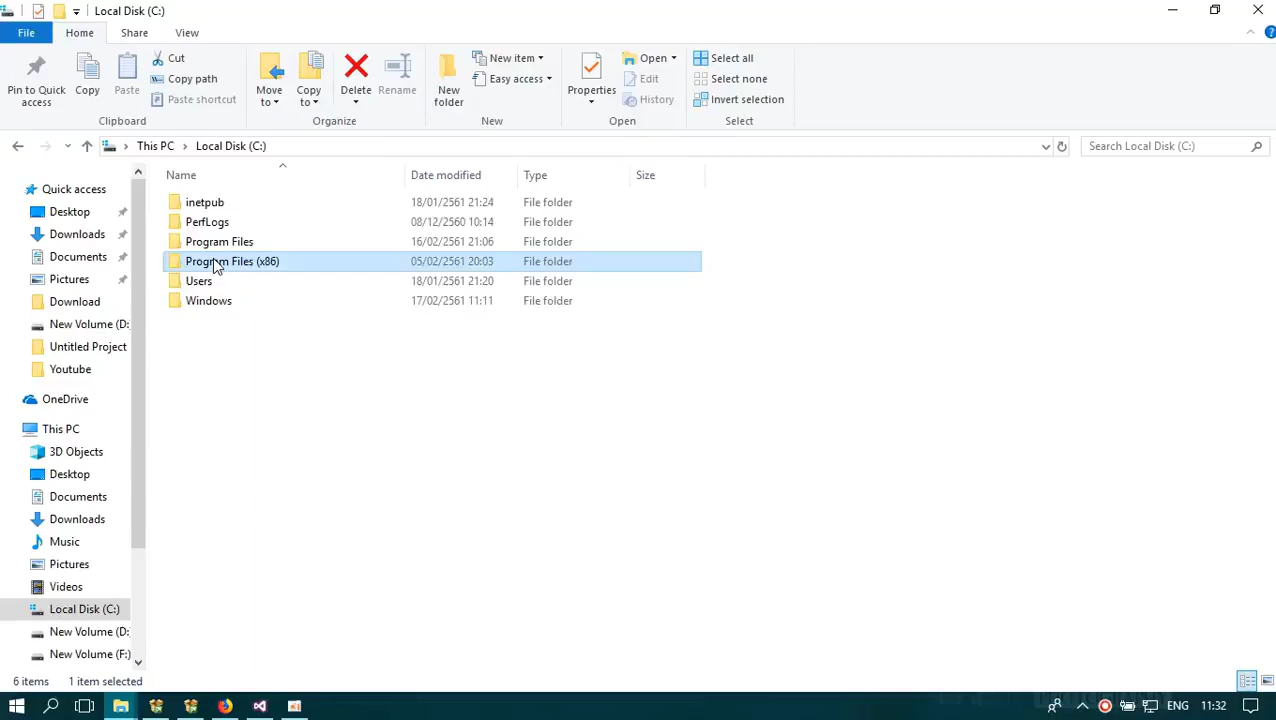 Local Disk (C:)
File Home Share View
Pin to Quick access
Copy
Paste
Cut
Copy path
Paste shortcut
Clipboard
Move to
Copy to
Delete
Rename
Organize
New folder
New item
Easy access
New
Properties
Open
Edit
History
Open
Select all
Select none
Invert selection
Select
This PC Local Disk (C:)
Search Local Disk (C:)
Name Date modified Type Size
inetpub 18/01/2561 21:24 File folder
PerfLogs 08/12/2560 10:14 File folder
Program Files 16/02/2561 21:06 File folder
Program Files (x86) 05/02/2561 20:03 File folder
Users 18/01/2561 21:20 File folder
Windows 17/02/2561 11:11 File folder
Quick access
Desktop
Downloads
Documents
Pictures
Download
New Volume (D:
Untitled Project
Youtube
OneDrive
This PC
3D Objects
Desktop
Documents
Downloads
Music
Pictures
Videos
Local Disk (C:)
New Volume (D:
New Volume (F:)
6 items 1 item selected
ENG 11:32